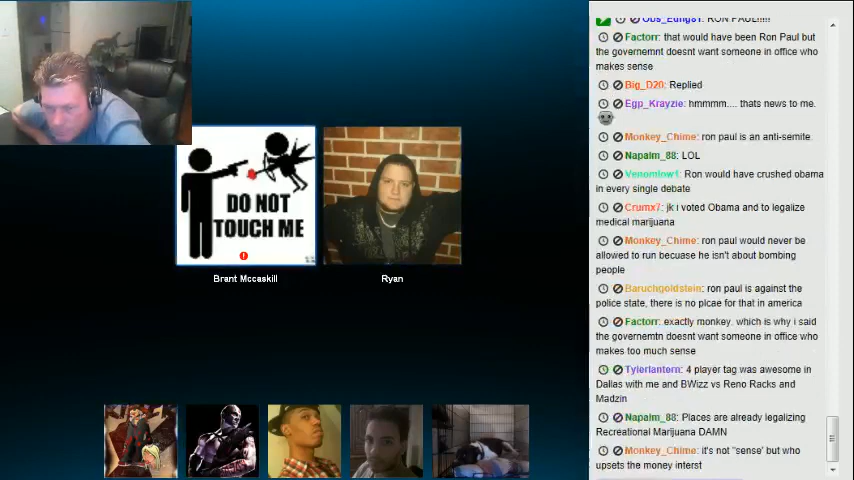 Obs_Eung81: RON PAUL!!!!!
Factorr: that would have been Ron Paul but
the governemnt doesnt want someone in office who
makes sense
Big_D20: Replied
Egp_Krayzie: hmmmm.... thats news to me.
Monkey_Chime: ron paul is an anti-semite.
Napalm_88: LOL
Venomlow1: Ron would have crushed obama
in every single debate
Crumx7: jk i voted Obama and to legalize
medical marijuana
Monkey_Chime: ron paul would never be
allowed to run becuase he isn't about bombing
people
Baruchgoldstein: ron paul is against the
police state, there is no plcae for that in america
Factorr: exactly monkey. which is why i said
the governemtn doesnt want someone in office who
makes too much sense
Tylerlantern: 4 player tag was awesome in
Dallas with me and BWizz vs Reno Racks and
Madzin
Napalm_88: Places are already legalizing
Recreational Marijuana DAMN
Monkey_Chime: it's not "sense' but who
upsets the money interst
DO NOT
TOUCH ME
Brant Mccaskill
Ryan